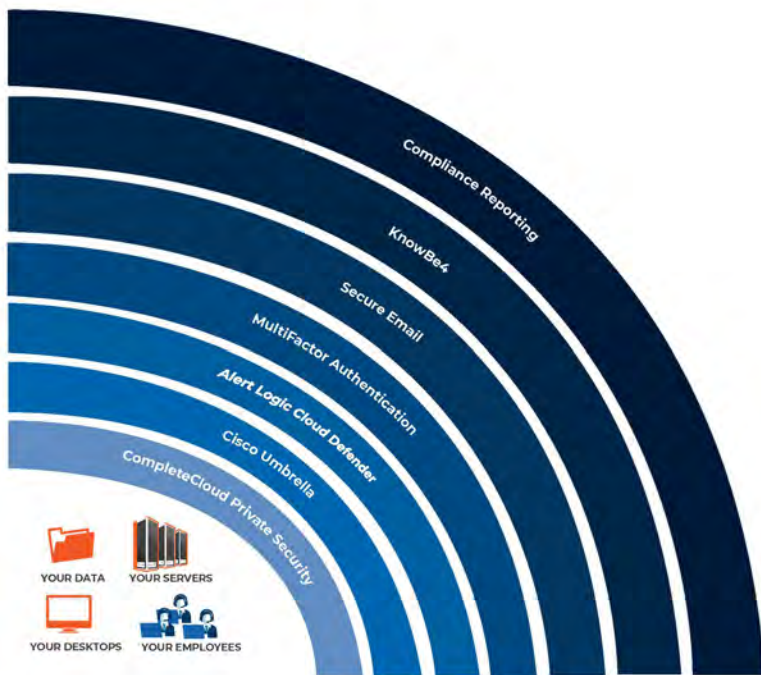 Compliance Reporting
KnowBe4
Secure Email
MultiFactor Authentication
Alert Logic Cloud Defender
Cisco Umbrella
CompleteCloud Private Security
YOUR DATA
YOUR SERVERS
YOUR DESKTOPS
YOUR EMPLOYEES